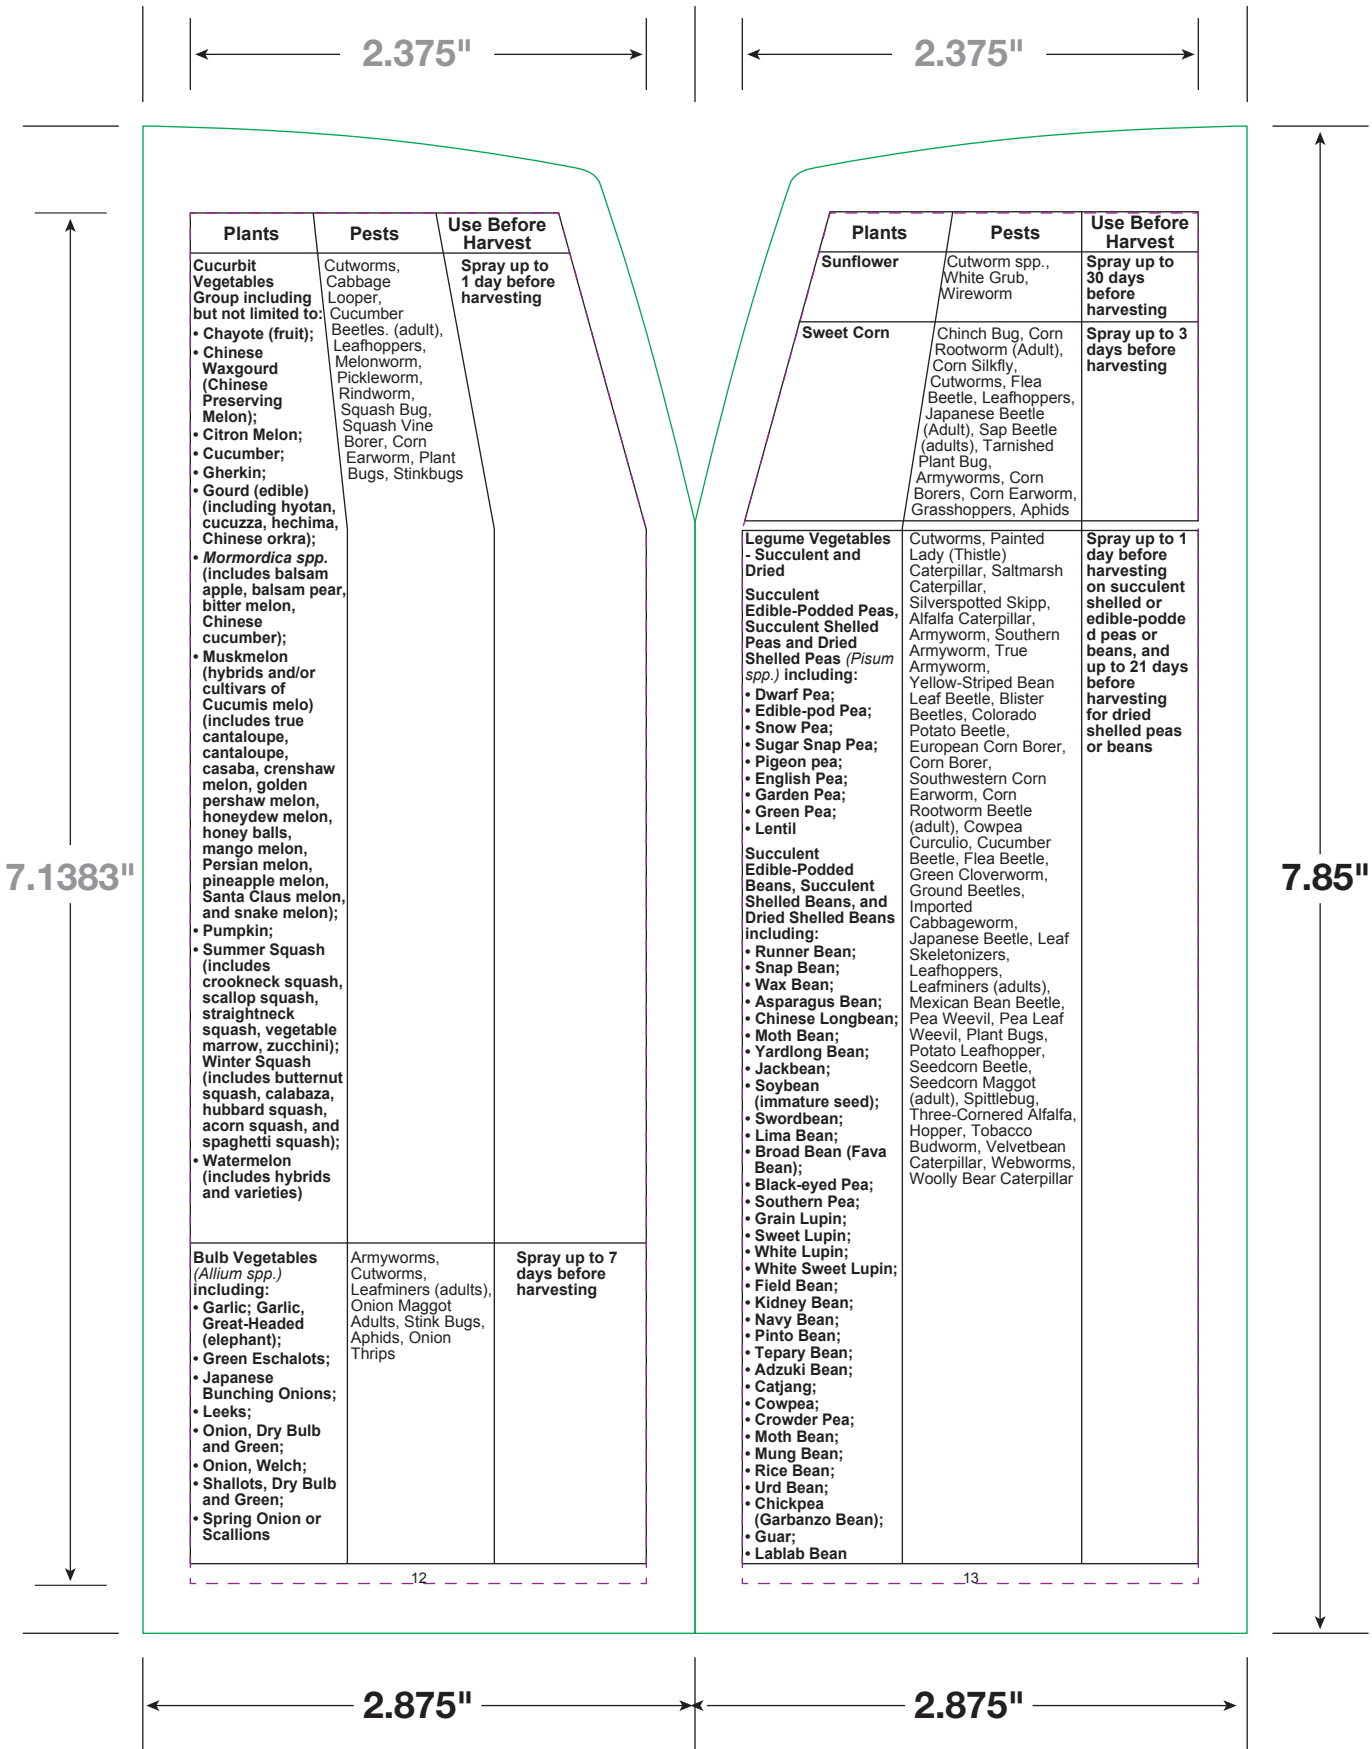 2.375"
2.375"
7.1383"
7.85"
Plants
Pests
Use Before
Harvest
Cucurbit
Vegetables
Group including
but not limited to:
• Chayote (fruit);
• Chinese
Waxgourd
(Chinese
Preserving
Melon);
• Citron Melon;
• Cucumber;
• Gherkin;
• Gourd (edible)
(including hyotan,
cucuzza, hechima,
Chinese orkra);
• Mormordica spp.
(includes balsam
apple, balsam pear,
bitter melon,
Chinese
cucumber);
• Muskmelon
(hybrids and/or
cultivars of
Cucumis melo)
(includes true
cantaloupe,
cantaloupe,
casaba, crenshaw
melon, golden
pershaw melon,
honeydew melon,
honey balls,
mango melon,
Persian melon,
pineapple melon,
Santa Claus melon,
and snake melon);
• Pumpkin;
• Summer Squash
(includes
crookneck squash,
scallop squash,
straightneck
squash, vegetable
marrow, zucchini);
Winter Squash
(includes butternut
squash, calabaza,
hubbard squash,
acorn squash, and
spaghetti squash);
• Watermelon
(includes hybrids
and varieties)
Cutworms,
Cabbage
Looper,
Cucumber
Beetles. (adult),
Leafhoppers,
Melonworm,
Pickleworm,
Rindworm,
Squash Bug,
Squash Vine
Borer, Corn
Earworm, Plant
Bugs, Stinkbugs
Spray up to
1 day before
harvesting
Bulb Vegetables
(Allium spp.)
including:
• Garlic; Garlic,
Great-Headed
(elephant);
• Green Eschalots;
• Japanese
Bunching Onions;
• Leeks;
• Onion, Dry Bulb
and Green;
• Onion, Welch;
• Shallots, Dry Bulb
and Green;
• Spring Onion or
Scallions
Armyworms,
Cutworms,
Leafminers (adults),
Onion Maggot
Adults, Stink Bugs,
Aphids, Onion
Thrips
Spray up to 7
days before
harvesting
12
Plants
Pests
Use Before
Harvest
Sunflower
Cutworm spp.,
White Grub,
Wireworm
Spray up to
30 days
before
harvesting
Sweet Corn
Chinch Bug, Corn
Rootworm (Adult),
Corn Silkfly,
Cutworms, Flea
Beetle, Leafhoppers,
Japanese Beetle
(Adult), Sap Beetle
(adults), Tarnished
Plant Bug,
Armyworms, Corn
Borers, Corn Earworm,
Grasshoppers, Aphids
Spray up to 3
days before
harvesting
Legume Vegetables
- Succulent and
Dried
Succulent
Edible-Podded Peas,
Succulent Shelled
Peas and Dried
Shelled Peas (Pisum
spp.) including:
• Dwarf Pea;
• Edible-pod Pea;
• Snow Pea;
• Sugar Snap Pea;
• Pigeon pea;
• English Pea;
• Garden Pea;
• Green Pea;
• Lentil
Succulent
Edible-Podded
Beans, Succulent
Shelled Beans, and
Dried Shelled Beans
including:
• Runner Bean;
• Snap Bean;
• Wax Bean;
• Asparagus Bean;
• Chinese Longbean;
• Moth Bean;
• Yardlong Bean;
• Jackbean;
• Soybean
(immature seed);
• Swordbean;
• Lima Bean;
• Broad Bean (Fava
Bean);
• Black-eyed Pea;
• Southern Pea;
• Grain Lupin;
• Sweet Lupin;
• White Lupin;
• White Sweet Lupin;
• Field Bean;
• Kidney Bean;
• Navy Bean;
• Pinto Bean;
• Tepary Bean;
• Adzuki Bean;
• Catjang;
• Cowpea;
• Crowder Pea;
• Moth Bean;
• Mung Bean;
• Rice Bean;
• Urd Bean;
• Chickpea
(Garbanzo Bean);
• Guar;
• Lablab Bean
Cutworms, Painted
Lady (Thistle)
Caterpillar, Saltmarsh
Caterpillar,
Silverspotted Skipp,
Alfalfa Caterpillar,
Armyworm, Southern
Armyworm, True
Armyworm,
Yellow-Striped Bean
Leaf Beetle, Blister
Beetles, Colorado
Potato Beetle,
European Corn Borer,
Corn Borer,
Southwestern Corn
Earworm, Corn
Rootworm Beetle
(adult), Cowpea
Curculio, Cucumber
Beetle, Flea Beetle,
Green Cloverworm,
Ground Beetles,
Imported
Cabbageworm,
Japanese Beetle, Leaf
Skeletonizers,
Leafhoppers,
Leafminers (adults),
Mexican Bean Beetle,
Pea Weevil, Pea Leaf
Weevil, Plant Bugs,
Potato Leafhopper,
Seedcorn Beetle,
Seedcorn Maggot
(adult), Spittlebug,
Three-Cornered Alfalfa,
Hopper, Tobacco
Budworm, Velvetbean
Caterpillar, Webworms,
Woolly Bear Caterpillar
Spray up to 1
day before
harvesting
on succulent
shelled or
edible-podde
d peas or
beans, and
up to 21 days
before
harvesting
for dried
shelled peas
or beans
13
2.875"
2.875"